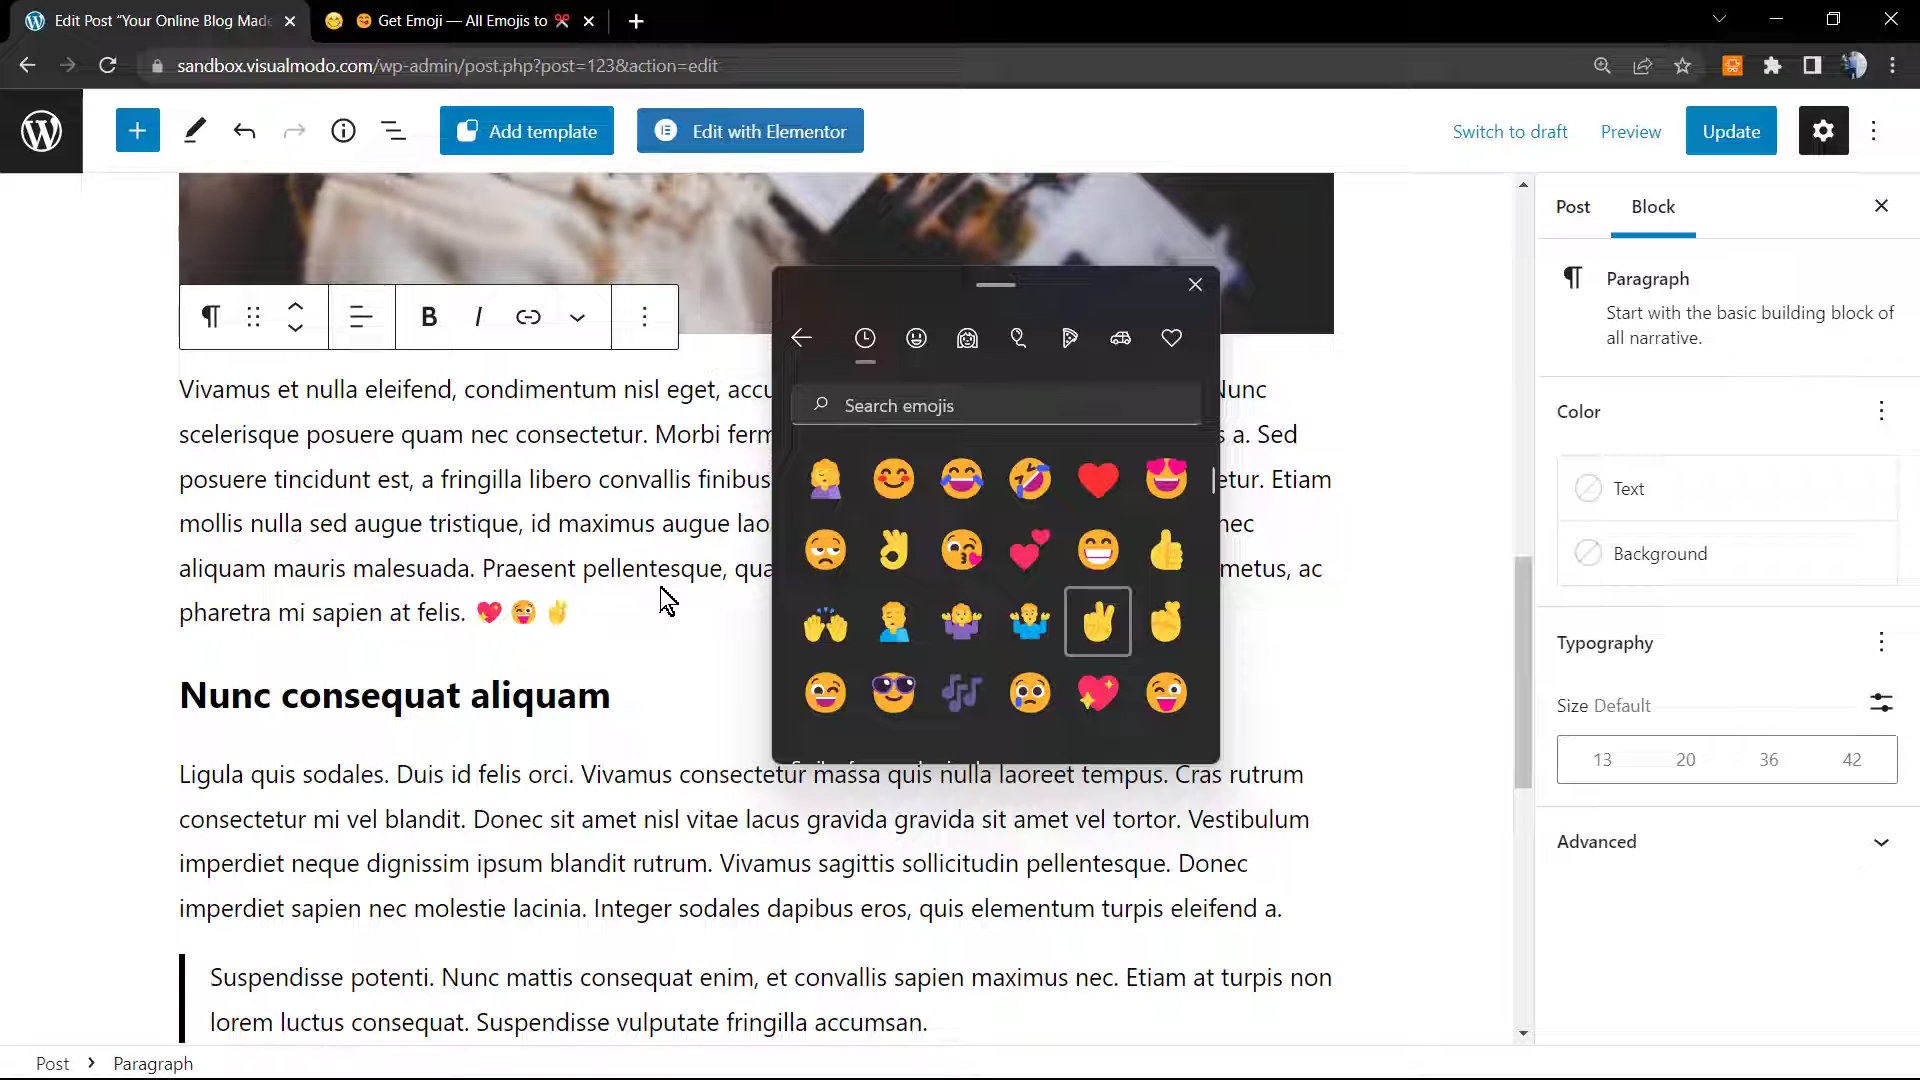 Edit Post “Your Online Blog Made
😋 Get Emoji — All Emojis to ✂️
sandbox.visualmodo.com/wp-admin/post.php?post=123&action=edit
Add template
Edit with Elementor
Switch to draft
Preview
Update
Post
Block
Paragraph
Start with the basic building block of
all narrative.
Color
Text
Background
Typography
Size Default
13 20 36 42
Advanced
Search emojis
Vivamus et nulla eleifend, condimentum nisl eget, accu Nunc
scelerisque posuere quam nec consectetur. Morbi ferm s a. Sed
posuere tincidunt est, a fringilla libero convallis finibus etur. Etiam
mollis nulla sed augue tristique, id maximus augue lao nec
aliquam mauris malesuada. Praesent pellentesque, qua metus, ac
pharetra mi sapien at felis. 💖 😜 ✌️
Nunc consequat aliquam
Ligula quis sodales. Duis id felis orci. Vivamus consectetur massa quis nulla laoreet tempus. Cras rutrum
consectetur mi vel blandit. Donec sit amet nisl vitae lacus gravida gravida sit amet vel tortor. Vestibulum
imperdiet neque dignissim ipsum blandit rutrum. Vivamus sagittis sollicitudin pellentesque. Donec
imperdiet sapien nec molestie lacinia. Integer sodales dapibus eros, quis elementum turpis eleifend a.
Suspendisse potenti. Nunc mattis consequat enim, et convallis sapien maximus nec. Etiam at turpis non
lorem luctus consequat. Suspendisse vulputate fringilla accumsan.
Post › Paragraph